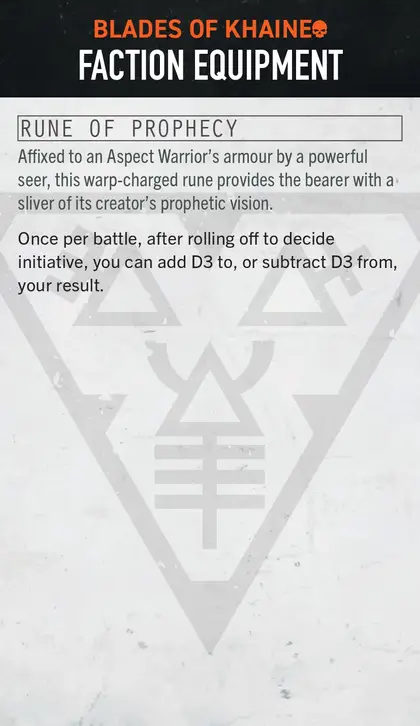 BLADES OF KHAINE
FACTION EQUIPMENT
RUNE OF PROPHECY
Affixed to an Aspect Warrior’s armour by a powerful
seer, this warp-charged rune provides the bearer with a
sliver of its creator’s prophetic vision.
Once per battle, after rolling off to decide
initiative, you can add D3 to, or subtract D3 from,
your result.